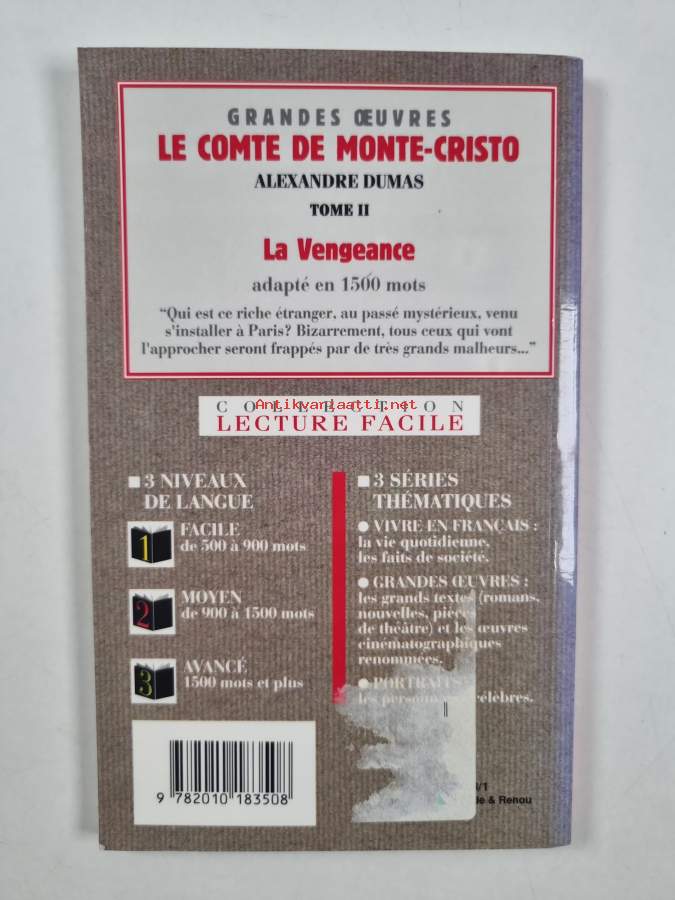 GRANDES ŒUVRES
LE COMTE DE MONTE-CRISTO
ALEXANDRE DUMAS
TOME II
La Vengeance
adapté en 1500 mots
“Qui est ce riche étranger, au passé mystérieux, venu
s'installer à Paris? Bizarrement, tous ceux qui vont
l'approcher seront frappés par de très grands malheurs...”
COLLECTION
Antikvariaatti.net
LECTURE FACILE
3 NIVEAUX
DE LANGUE
1
FACILE
de 500 à 900 mots
2
MOYEN
de 900 à 1500 mots
3
AVANCÉ
1500 mots et plus
3 SÉRIES
THÉMATIQUES
● VIVRE EN FRANÇAIS :
la vie quotidienne,
les faits de société.
● GRANDES ŒUVRES :
les grands textes (romans,
nouvelles, pièces
de théâtre) et les œuvres
cinématographiques
renommées.
● PORTRAITS
les célèbres.
9 782010 183508
/1
& Renou